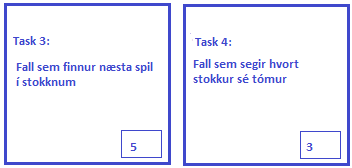 Task 3:
Fall sem finnur næsta spil
í stokknum
5
Task 4:
Fall sem segir hvort
stokkur sé tómur
3